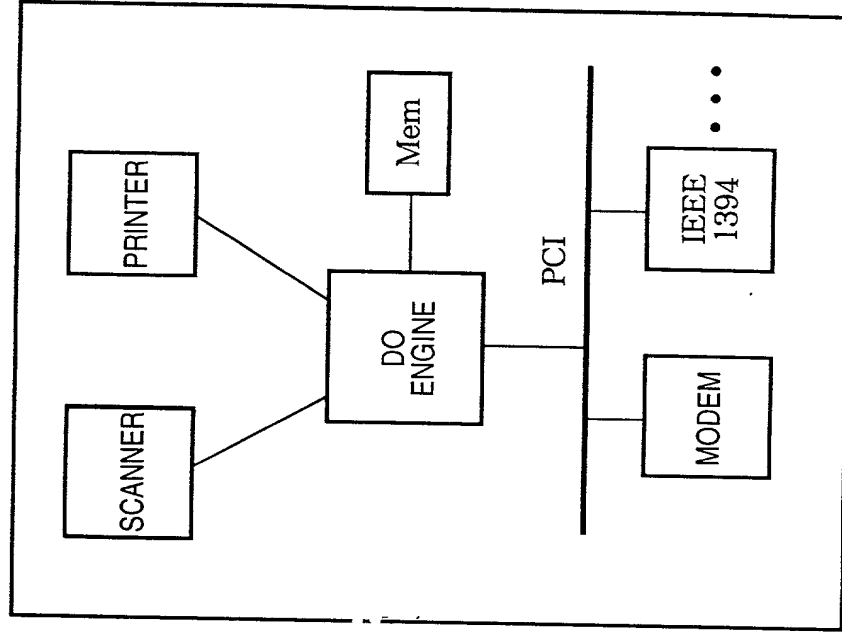 SCANNER
PRINTER
DO
ENGINE
Mem
PCI
MODEM
IEEE
1394